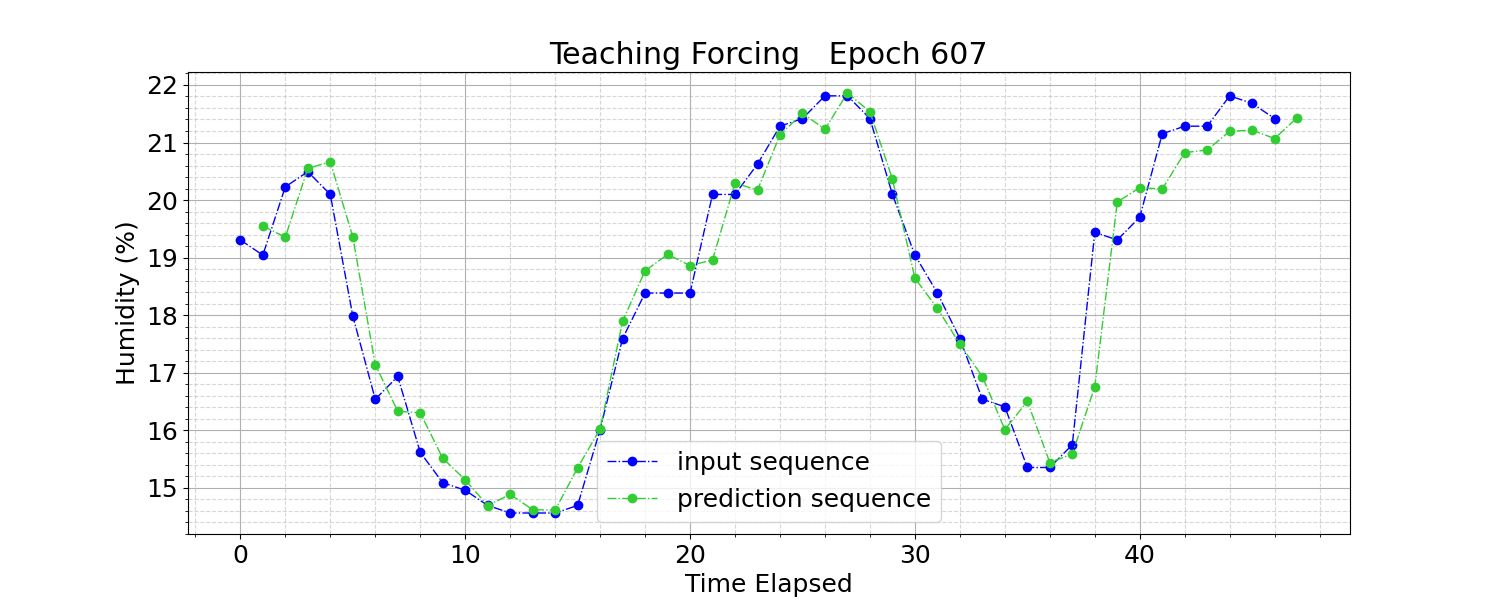 Teaching Forcing   Epoch 607
22
21
20
19
18
17
16
15
Humidity (%)
input sequence
prediction sequence
0 10 20 30 40
Time Elapsed